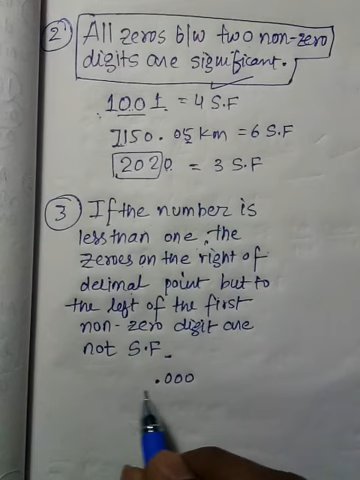 2 All zeros b/w two non-zero
digits are significant.
1001 = 4 S.F
7150.05 km = 6 S.F
2020 = 3 S.F
3 If the number is
less than one, the
zeroes on the right of
decimal point but to
the left of the first
non-zero digit are
not S.F.
.000